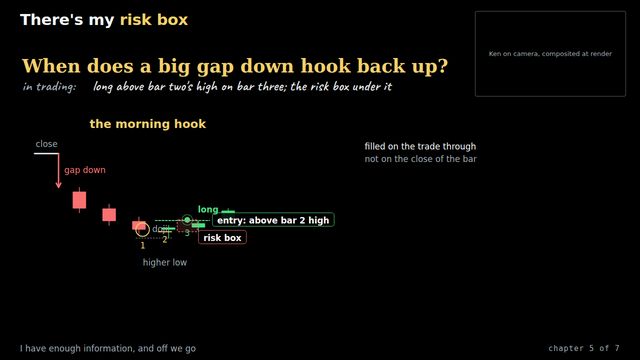 There's my risk box
Ken on camera, composited at render
When does a big gap down hook back up?
in trading: long above bar two's high on bar three; the risk box under it
the morning hook
close
filled on the trade through
not on the close of the bar
gap down
long
entry: above bar 2 high
1
2
3
risk box
higher low
I have enough information, and off we go
chapter 5 of 7